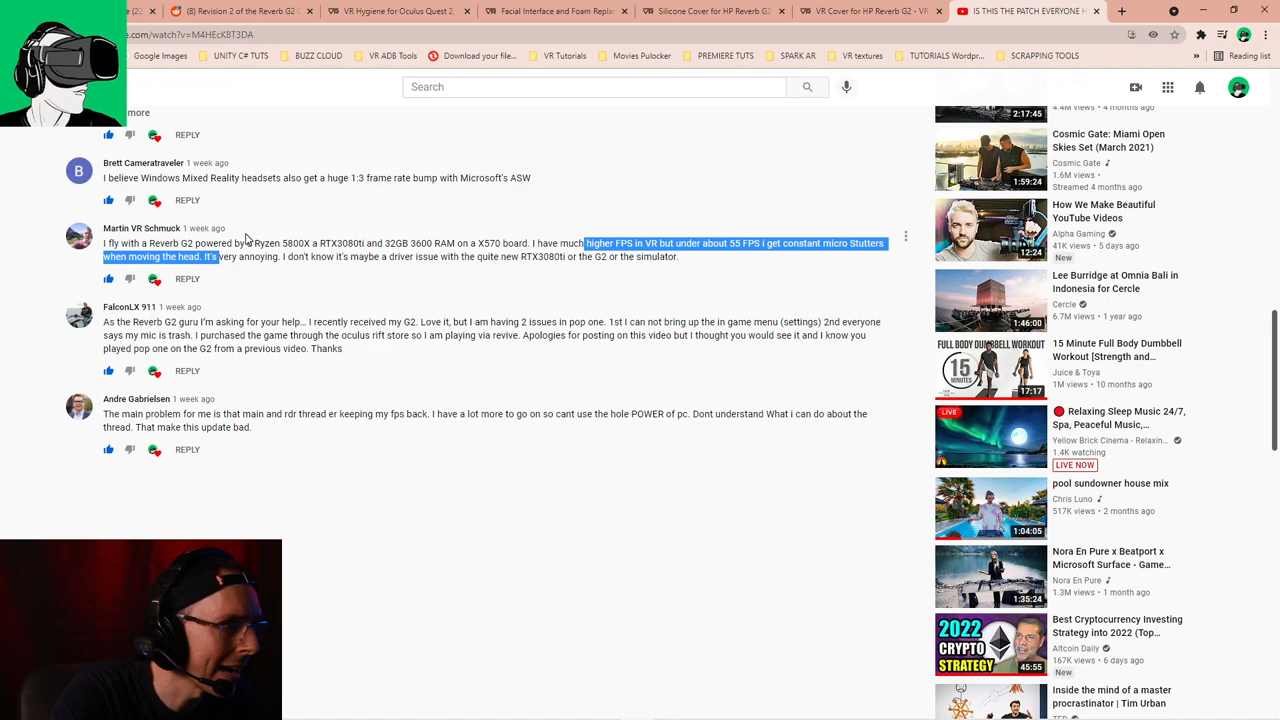 (2
[5 revision] of the Reverb G2
VR Hygiene for Oculus Quest 2,
Facial Interface and Foam Replac
Silicone Cover for HP Reverb G2
VR Cover for HP Reverb G2 - VR
IS THIS THE PATCH EVERYONE H
e.com/watch?v=M4HEcK8T3DA
Google Images
UNITY C# TUTS
BUZZ CLOUD
VR ADB Tools
Download your file...
VR Tutorials
Movies Pulocker
PREMIERE TUTS
SPARK AR
VR textures
TUTORIALS Wordpr...
SCRAPPING TOOLS
Reading list
Search
more
REPLY
Brett Cameratraveler 1 week ago
I believe Windows Mixed Reality headsets also get a nice 1:3 frame rate bump with Microsoft's ASW
REPLY
Martin VR Schmuck 1 week ago
I fly with a Reverb G2 powered by a Ryzen on a X570 board. I have much higher FPS in VR but under about 55 FPS i get constant micro Stutters
when moving the head. It's very annoying. I dont know if its maybe a driver issue with the quite new RTX3080ti or the G2 or the simulator.
REPLY
FalconLX 911 1 week ago
As the Reverb G2 guru I'm asking for your help. I recently received my G2. Love it, but I am having 2 issues in pop one. 1st I can not bring up the in game menu (settings) 2nd everyone
says my mic is trash. I purchased the game thru the oculus rift store so I am playing via revive. Apologies for posting on this video but I thought you would see it and I know you
played pop one on the G2 from a previous video. Thanks
REPLY
Andre Gabrielsen 1 week ago
The main problem for me is that main and rdr thread is holding my fps back. I have a lot more to go on so cant use the hole POWER of pc. Dont understand What i can do about the
thread. That make this update bad.
REPLY
4.4M views • 4 months ago
2:17:45
Cosmic Gate: Miami Open
Skies Set (March 2021)
Cosmic Gate
1.6M views •
Streamed 4 months ago
1:59:24
How We Make Beautiful
YouTube Videos
Alpha Gaming
41K views • 5 days ago
New
12:24
Lee Burridge at Omnia Bali in
Indonesia for Cercle
Cercle
6.7M views • 1 year ago
1:46:00
FULL BODY DUMBBELL WORKOUT
15
MINUTES
17:17
15 Minute Full Body Dumbbell
Workout [Strength and...
Juice & Toya
1M views • 10 months ago
LIVE
Relaxing Sleep Music 24/7,
Spa, Peaceful Music,...
Yellow Brick Cinema - Relaxin...
1.4K watching
LIVE NOW
pool sundowner house mix
Chris Luno
517K views • 2 months ago
1:04:05
Nora En Pure x Beatport x
Microsoft Surface - Game...
Nora En Pure
1.3M views • 1 month ago
1:35:24
2022
CRYPTO
STRATEGY
45:55
Best Cryptocurrency Investing
Strategy into 2022 (Top...
Altcoin Daily
167K views • 6 days ago
New
Inside the mind of a master
procrastinator | Tim Urban